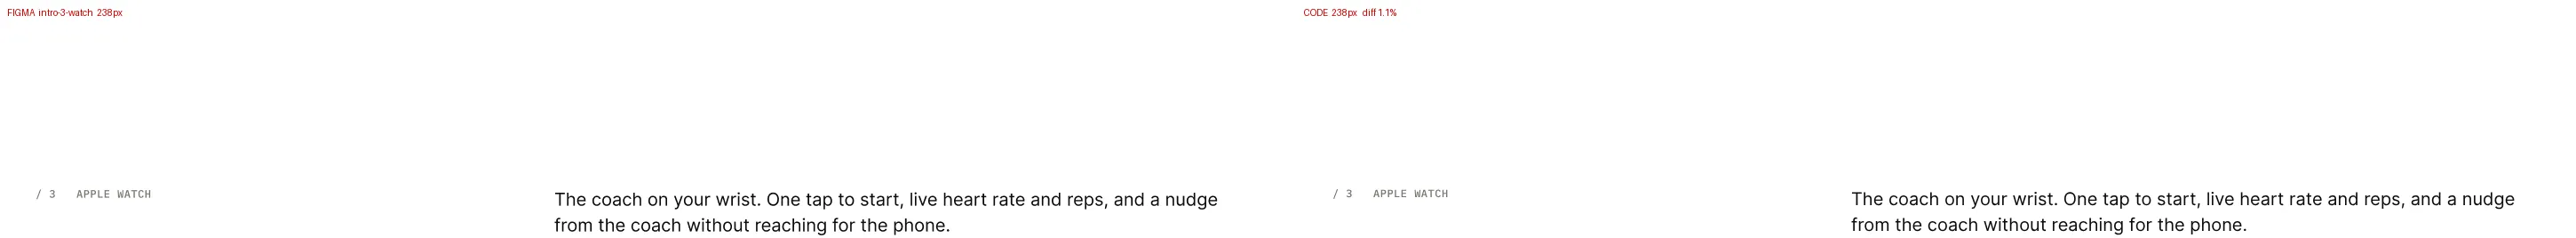 FIGMA intro-3-watch 238px
CODE 238px diff 1.1%
/ 3 APPLE WATCH
The coach on your wrist. One tap to start, live heart rate and reps, and a nudge
from the coach without reaching for the phone.
/ 3 APPLE WATCH
The coach on your wrist. One tap to start, live heart rate and reps, and a nudge
from the coach without reaching for the phone.